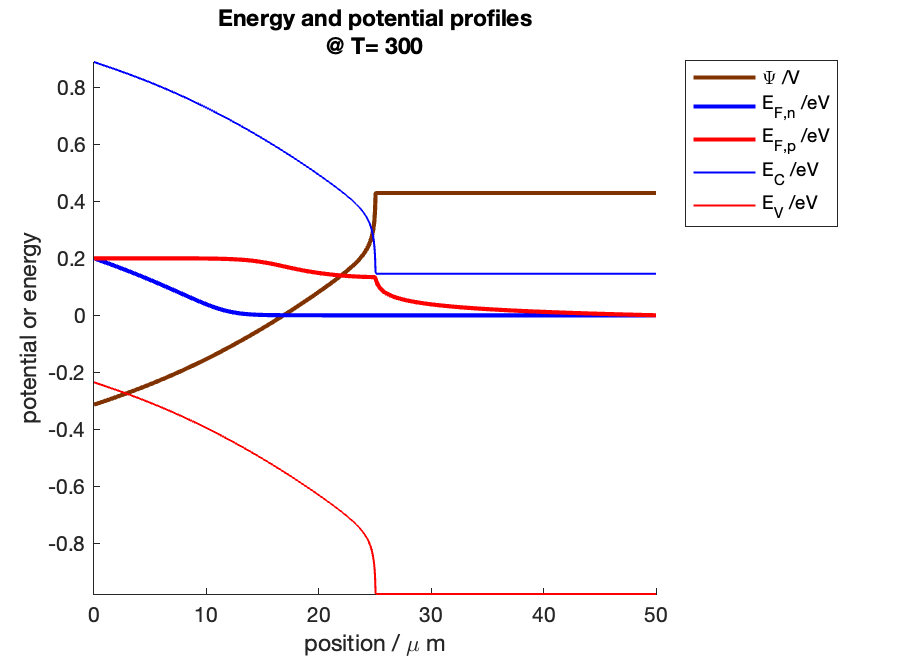 Energy and potential profiles
@ T= 300
Ψ /V
E_F,n /eV
E_F,p /eV
E_C /eV
E_V /eV
potential or energy
0.8
0.6
0.4
0.2
0
-0.2
-0.4
-0.6
-0.8
0 10 20 30 40 50
position / μ m